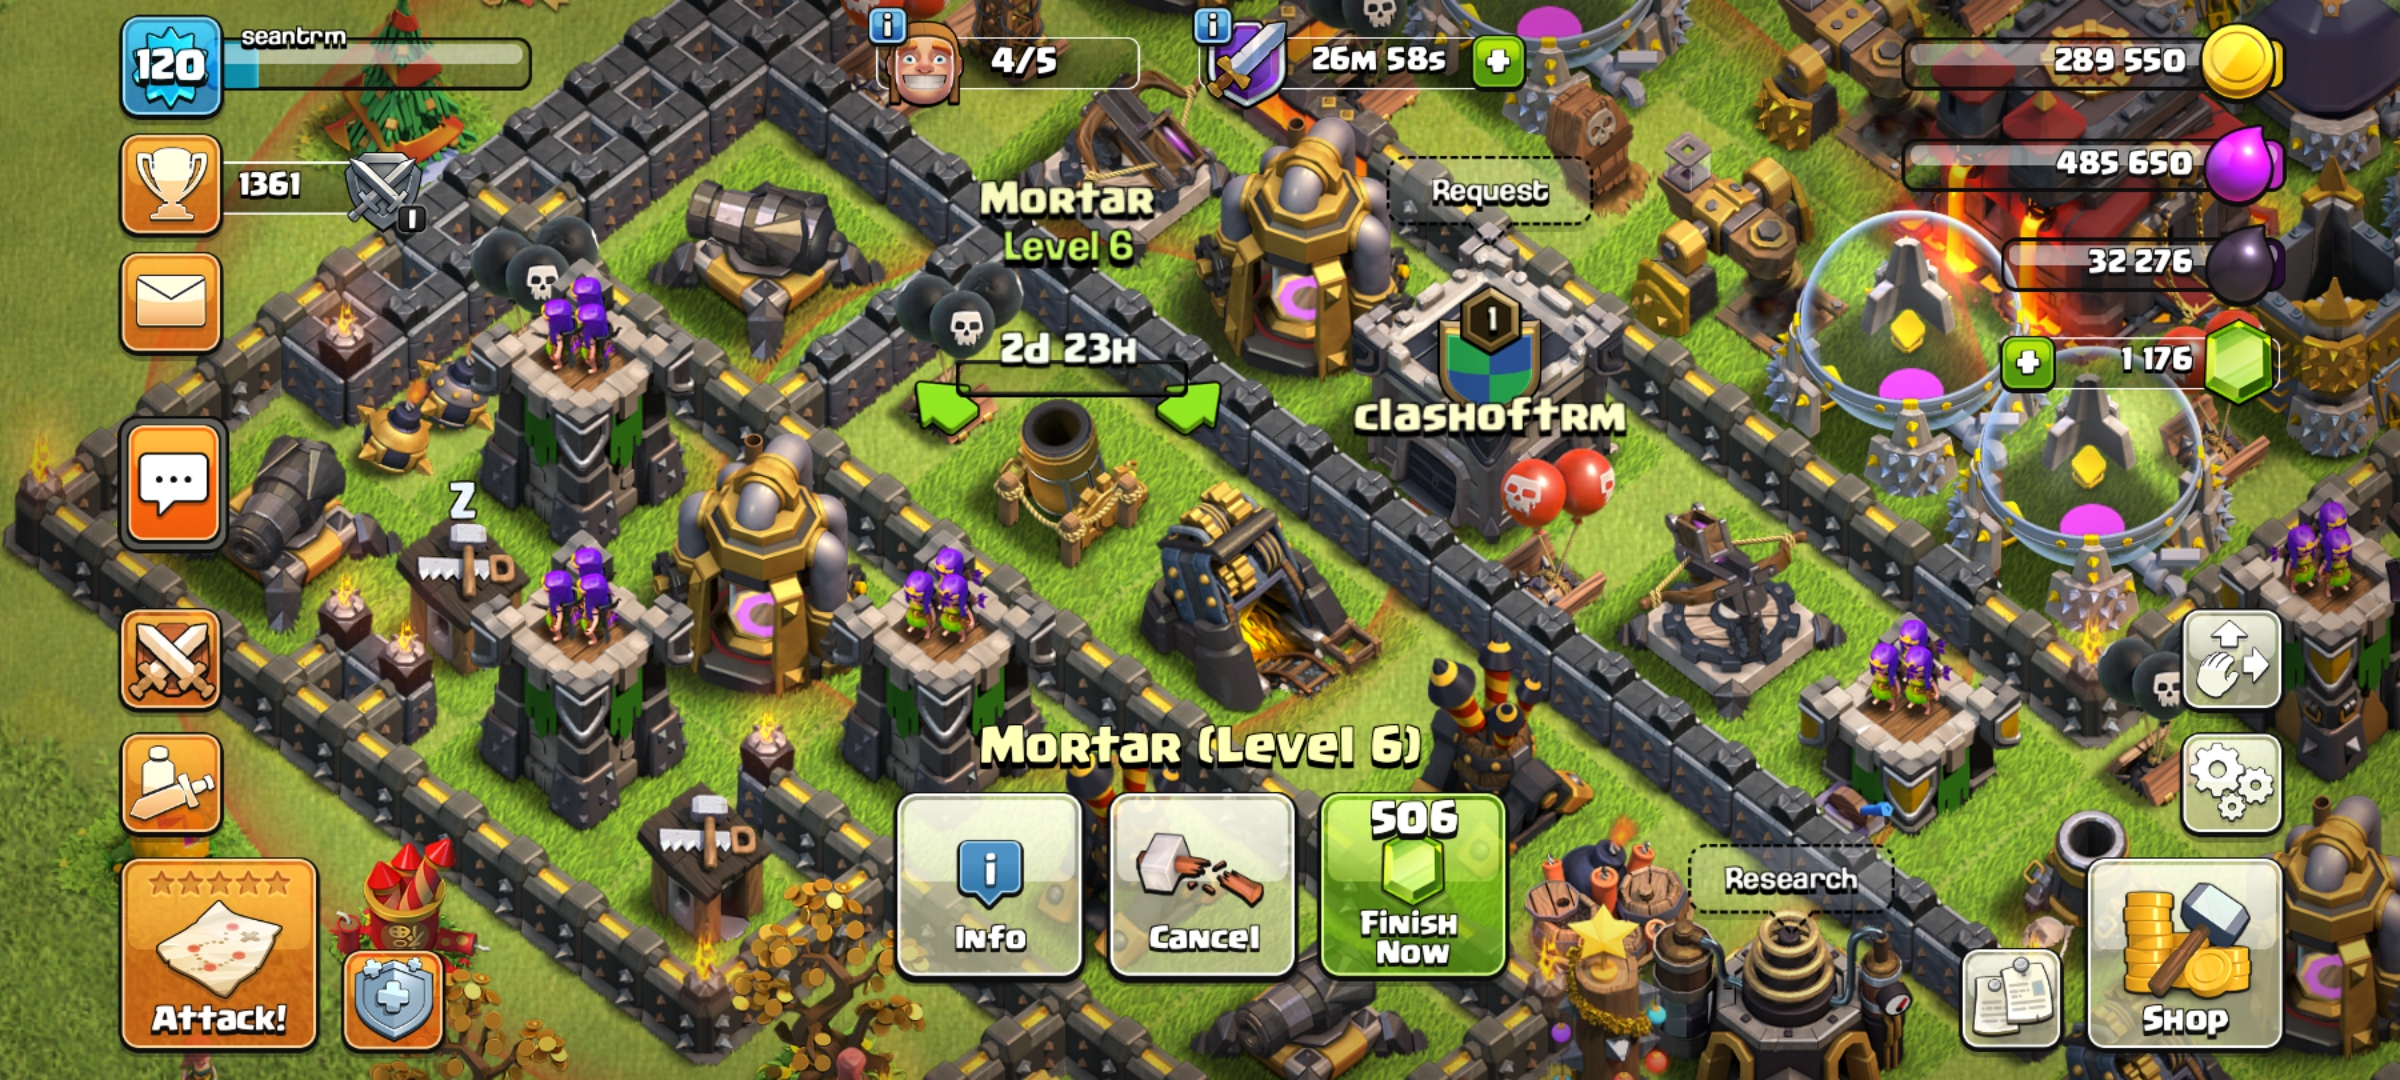 120
seantrm
4/5
26m 58s
289 550
1361
I
485 650
32 276
1 176
Request
Mortar
Level 6
2d 23H
1
clashoftrm
Z
Mortar (Level 6)
Info
Cancel
506
Finish
Now
Research
Attack!
Shop